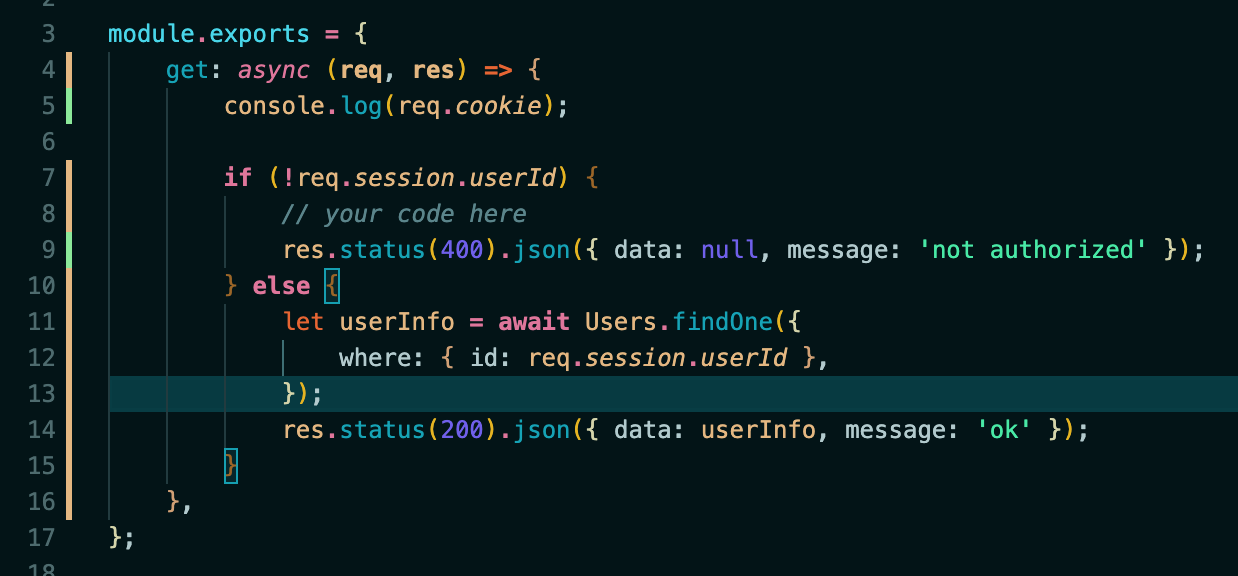 2
3 module.exports = {
4 get: async (req, res) => {
5 console.log(req.cookie);
6
7 if (!req.session.userId) {
8 // your code here
9 res.status(400).json({ data: null, message: 'not authorized' });
10 } else {
11 let userInfo = await Users.findOne({
12 where: { id: req.session.userId },
13 });
14 res.status(200).json({ data: userInfo, message: 'ok' });
15 }
16 },
17 };
18